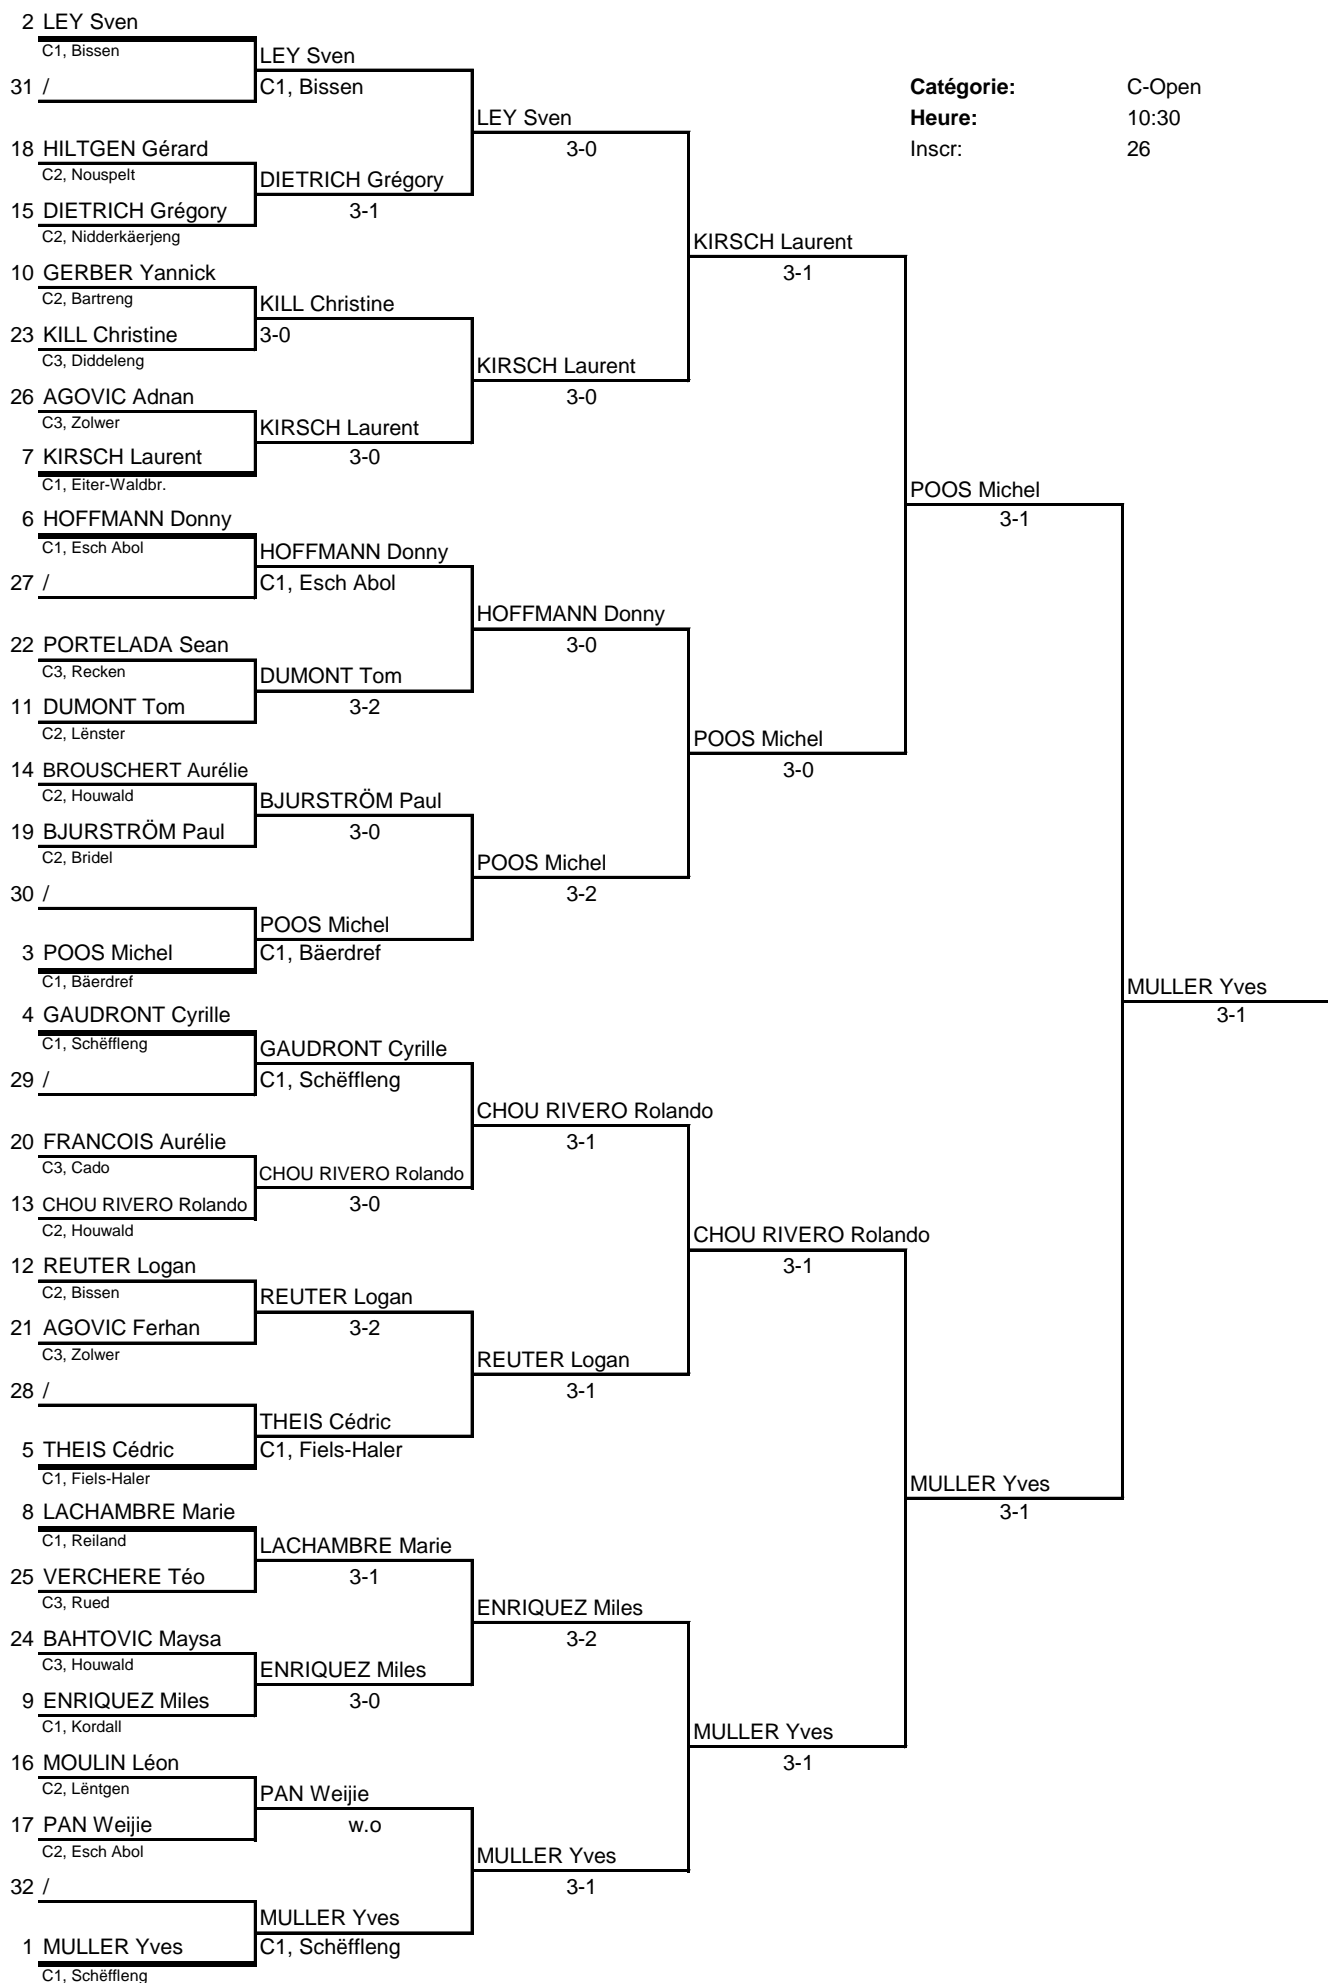 2 LEY Sven
C1, Bissen
LEY Sven
31 /
C1, Bissen
Catégorie: C-Open
LEY Sven
Heure: 10:30
18 HILTGEN Gérard
3-0
Inscr: 26
C2, Nouspelt
DIETRICH Grégory
15 DIETRICH Grégory
3-1
C2, Nidderkäerjeng
KIRSCH Laurent
10 GERBER Yannick
3-1
C2, Bartreng
KILL Christine
23 KILL Christine
3-0
C3, Diddeleng
KIRSCH Laurent
26 AGOVIC Adnan
3-0
C3, Zolwer
KIRSCH Laurent
7 KIRSCH Laurent
3-0
C1, Eiter-Waldbr.
POOS Michel
6 HOFFMANN Donny
3-1
C1, Esch Abol
HOFFMANN Donny
27 /
C1, Esch Abol
HOFFMANN Donny
22 PORTELADA Sean
3-0
C3, Recken
DUMONT Tom
11 DUMONT Tom
3-2
C2, Lënster
POOS Michel
14 BROUSCHERT Aurélie
3-0
C2, Houwald
BJURSTRÖM Paul
19 BJURSTRÖM Paul
3-0
C2, Bridel
POOS Michel
30 /
3-2
POOS Michel
3 POOS Michel
C1, Bäerdref
C1, Bäerdref
MULLER Yves
4 GAUDRONT Cyrille
3-1
C1, Schëffleng
GAUDRONT Cyrille
29 /
C1, Schëffleng
CHOU RIVERO Rolando
20 FRANCOIS Aurélie
3-1
C3, Cado
CHOU RIVERO Rolando
13 CHOU RIVERO Rolando
3-0
C2, Houwald
CHOU RIVERO Rolando
12 REUTER Logan
3-1
C2, Bissen
REUTER Logan
21 AGOVIC Ferhan
3-2
C3, Zolwer
REUTER Logan
28 /
3-1
THEIS Cédric
5 THEIS Cédric
C1, Fiels-Haler
C1, Fiels-Haler
MULLER Yves
8 LACHAMBRE Marie
3-1
C1, Reiland
LACHAMBRE Marie
25 VERCHERE Téo
3-1
C3, Rued
ENRIQUEZ Miles
24 BAHTOVIC Maysa
3-2
C3, Houwald
ENRIQUEZ Miles
9 ENRIQUEZ Miles
3-0
C1, Kordall
MULLER Yves
16 MOULIN Léon
3-1
C2, Lëntgen
PAN Weijie
17 PAN Weijie
w.o
C2, Esch Abol
MULLER Yves
32 /
3-1
MULLER Yves
1 MULLER Yves
C1, Schëffleng
C1, Schëffleng